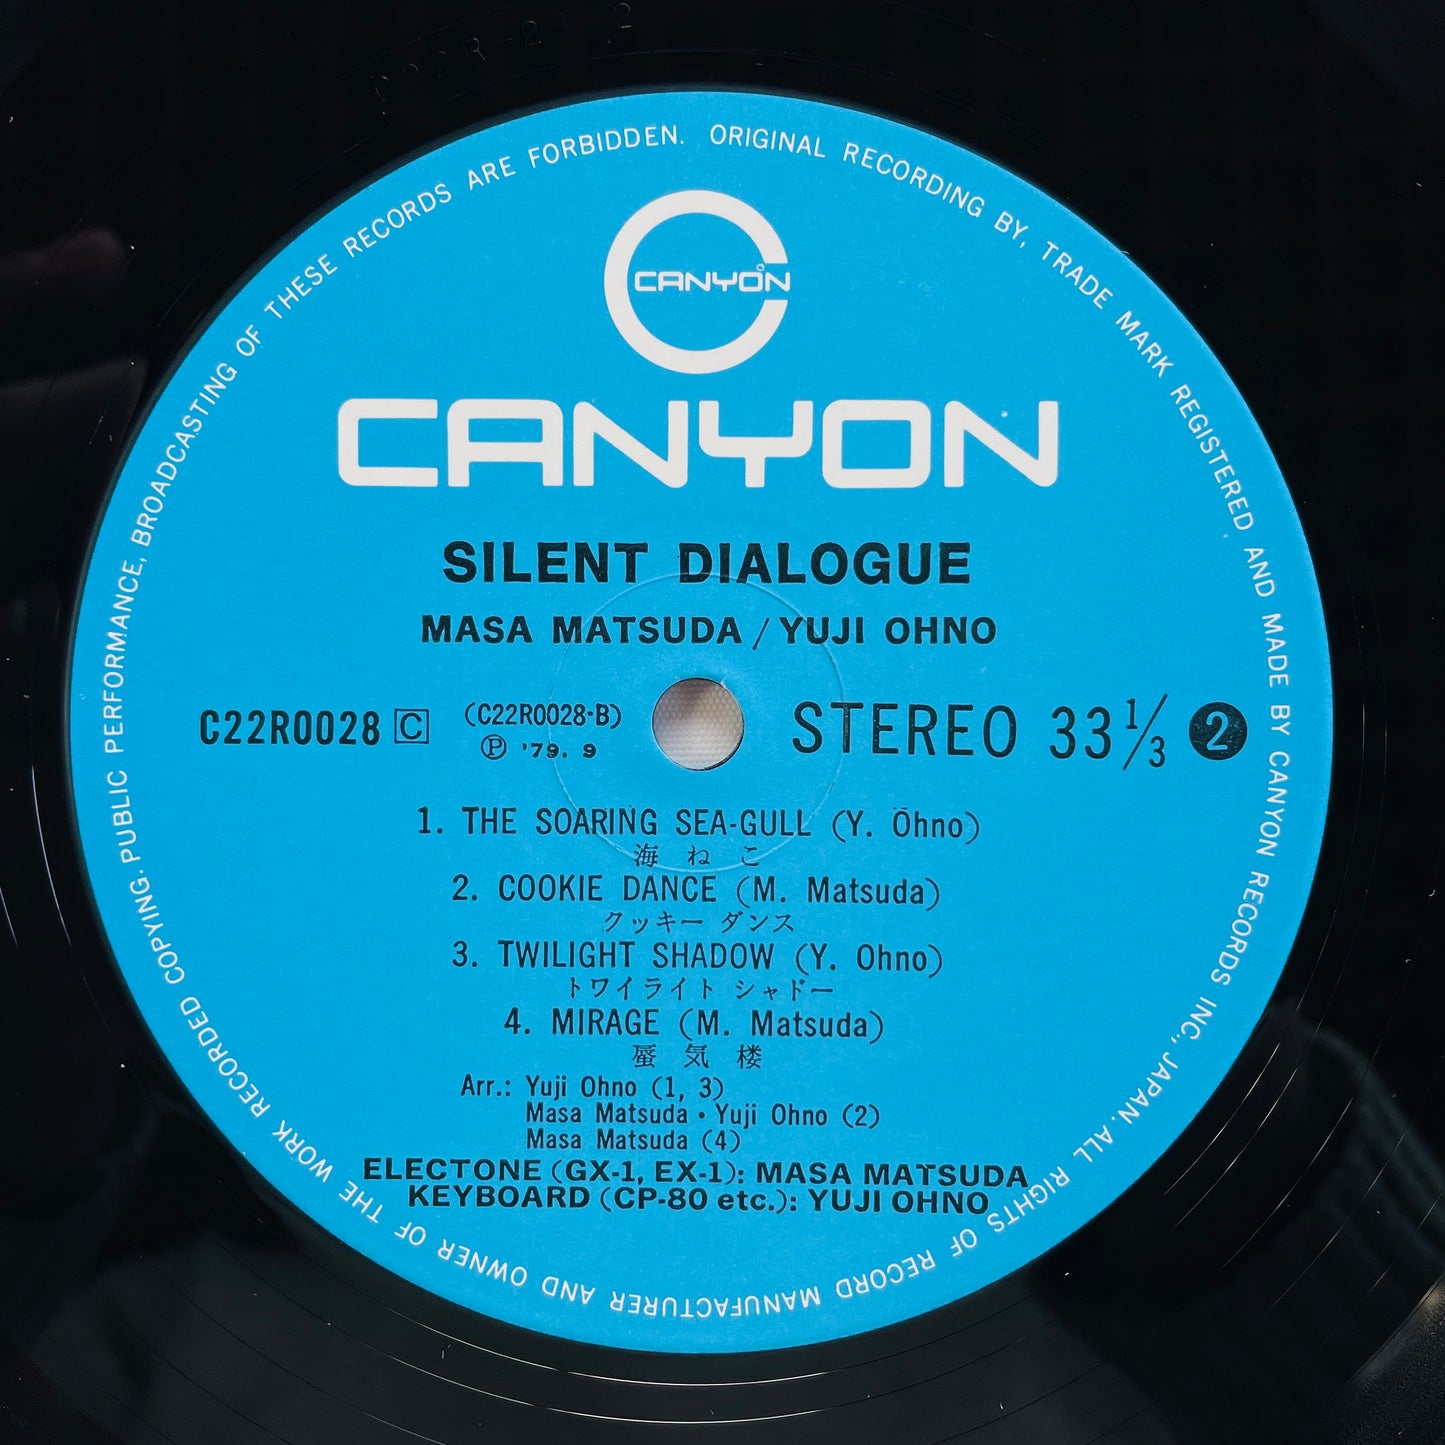 ORIGINAL RECORDING BY, TRADE MARK REGISTERED AND MADE BY CANYON RECORDS INC., JAPAN. ALL RIGHTS OF RECORD MANUFACTURER AND OWNER OF THE WORK RECORDED COPYING. PUBLIC PERFORMANCE, BROADCASTING OF THESE RECORDS ARE FORBIDDEN.
CANYON
CANYON
SILENT DIALOGUE
MASA MATSUDA / YUJI OHNO
C22R0028 C (C22R0028·B)
Ⓟ '79. 9
STEREO 33 1/3 2
1. THE SOARING SEA-GULL (Y. Ohno)
海ねこ
2. COOKIE DANCE (M. Matsuda)
クッキー ダンス
3. TWILIGHT SHADOW (Y. Ohno)
トワイライト シャドー
4. MIRAGE (M. Matsuda)
蜃気楼
Arr.: Yuji Ohno (1, 3)
Masa Matsuda・Yuji Ohno (2)
Masa Matsuda (4)
ELECTONE (GX-1, EX-1): MASA MATSUDA
KEYBOARD (CP-80 etc.): YUJI OHNO